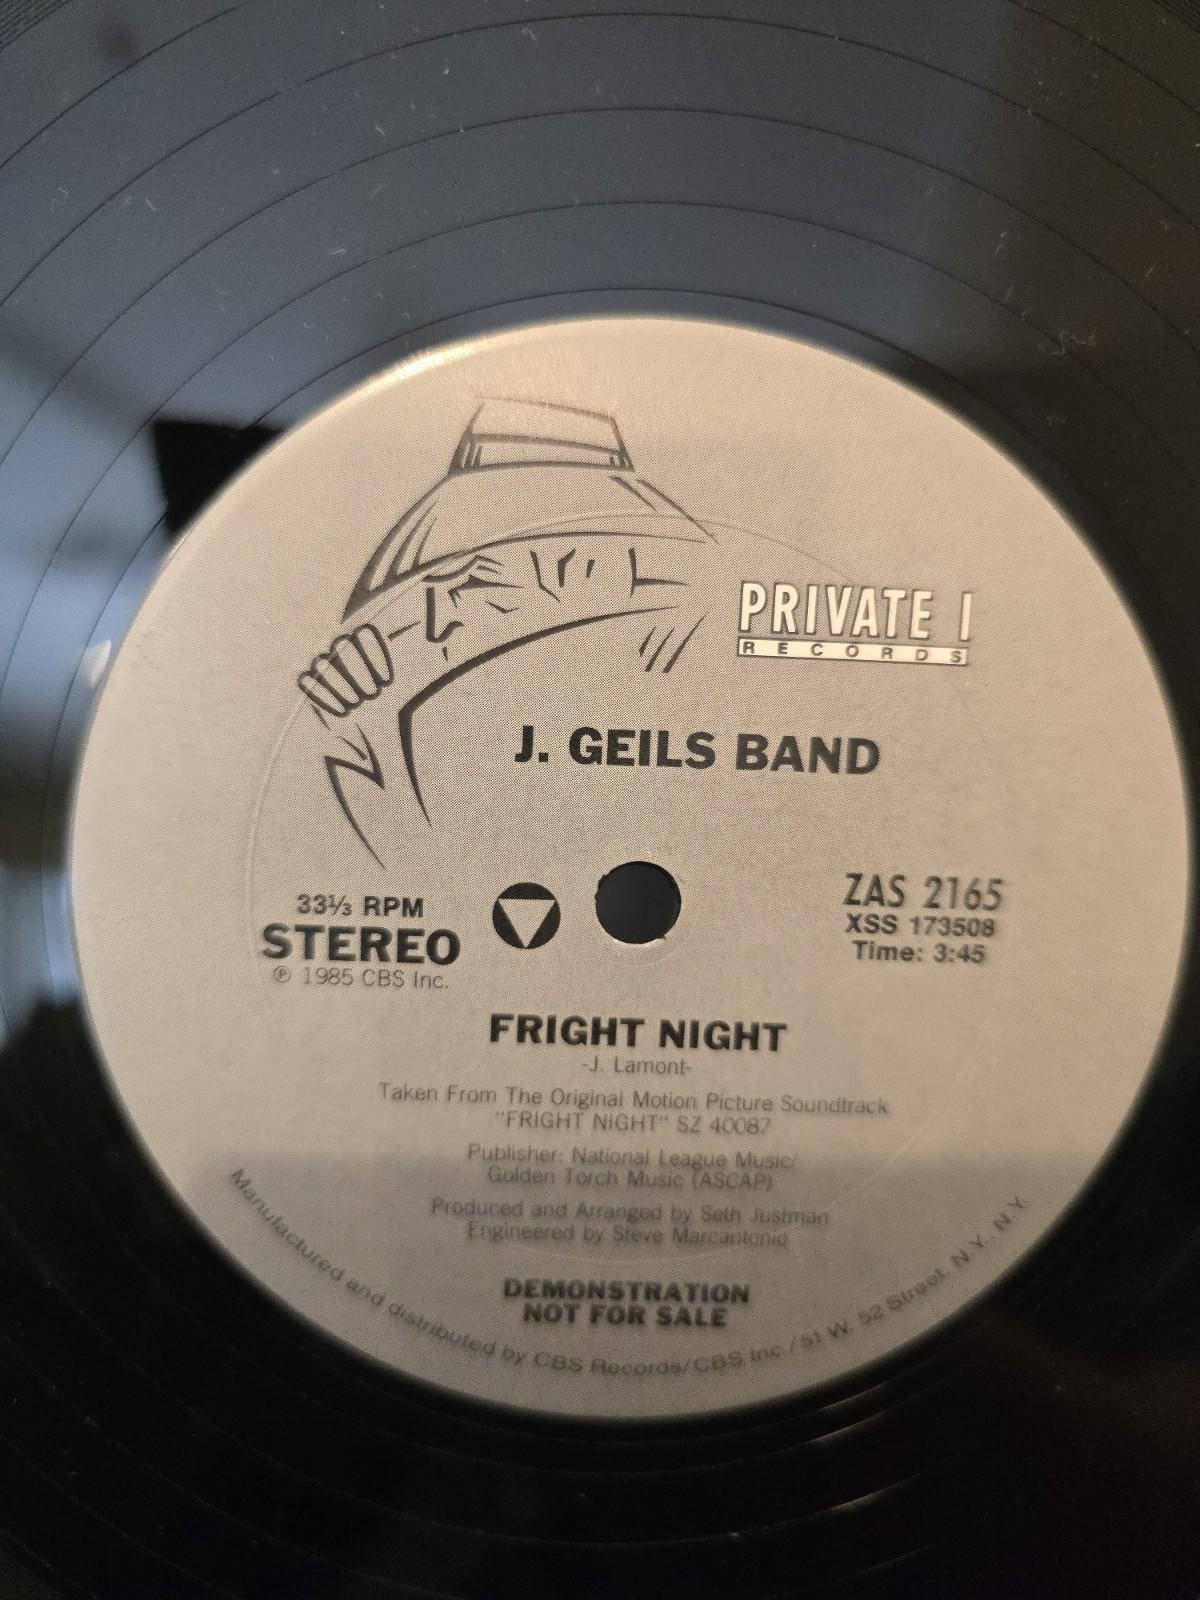 PRIVATE I
RECORDS
J. GEILS BAND
33⅓ RPM
STEREO
℗ 1985 CBS Inc.
ZAS 2165
XSS 173508
Time: 3:45
FRIGHT NIGHT
-J. Lamont-
Taken From The Original Motion Picture Soundtrack
"FRIGHT NIGHT" SZ 40087
Publisher: National League Music/
Golden Torch Music (ASCAP)
Produced and Arranged by Seth Justman
Engineered by Steve Marcantonio
DEMONSTRATION
NOT FOR SALE
Manufactured and distributed by CBS Records/CBS Inc./51 W. 52 Street, N.Y., N.Y.